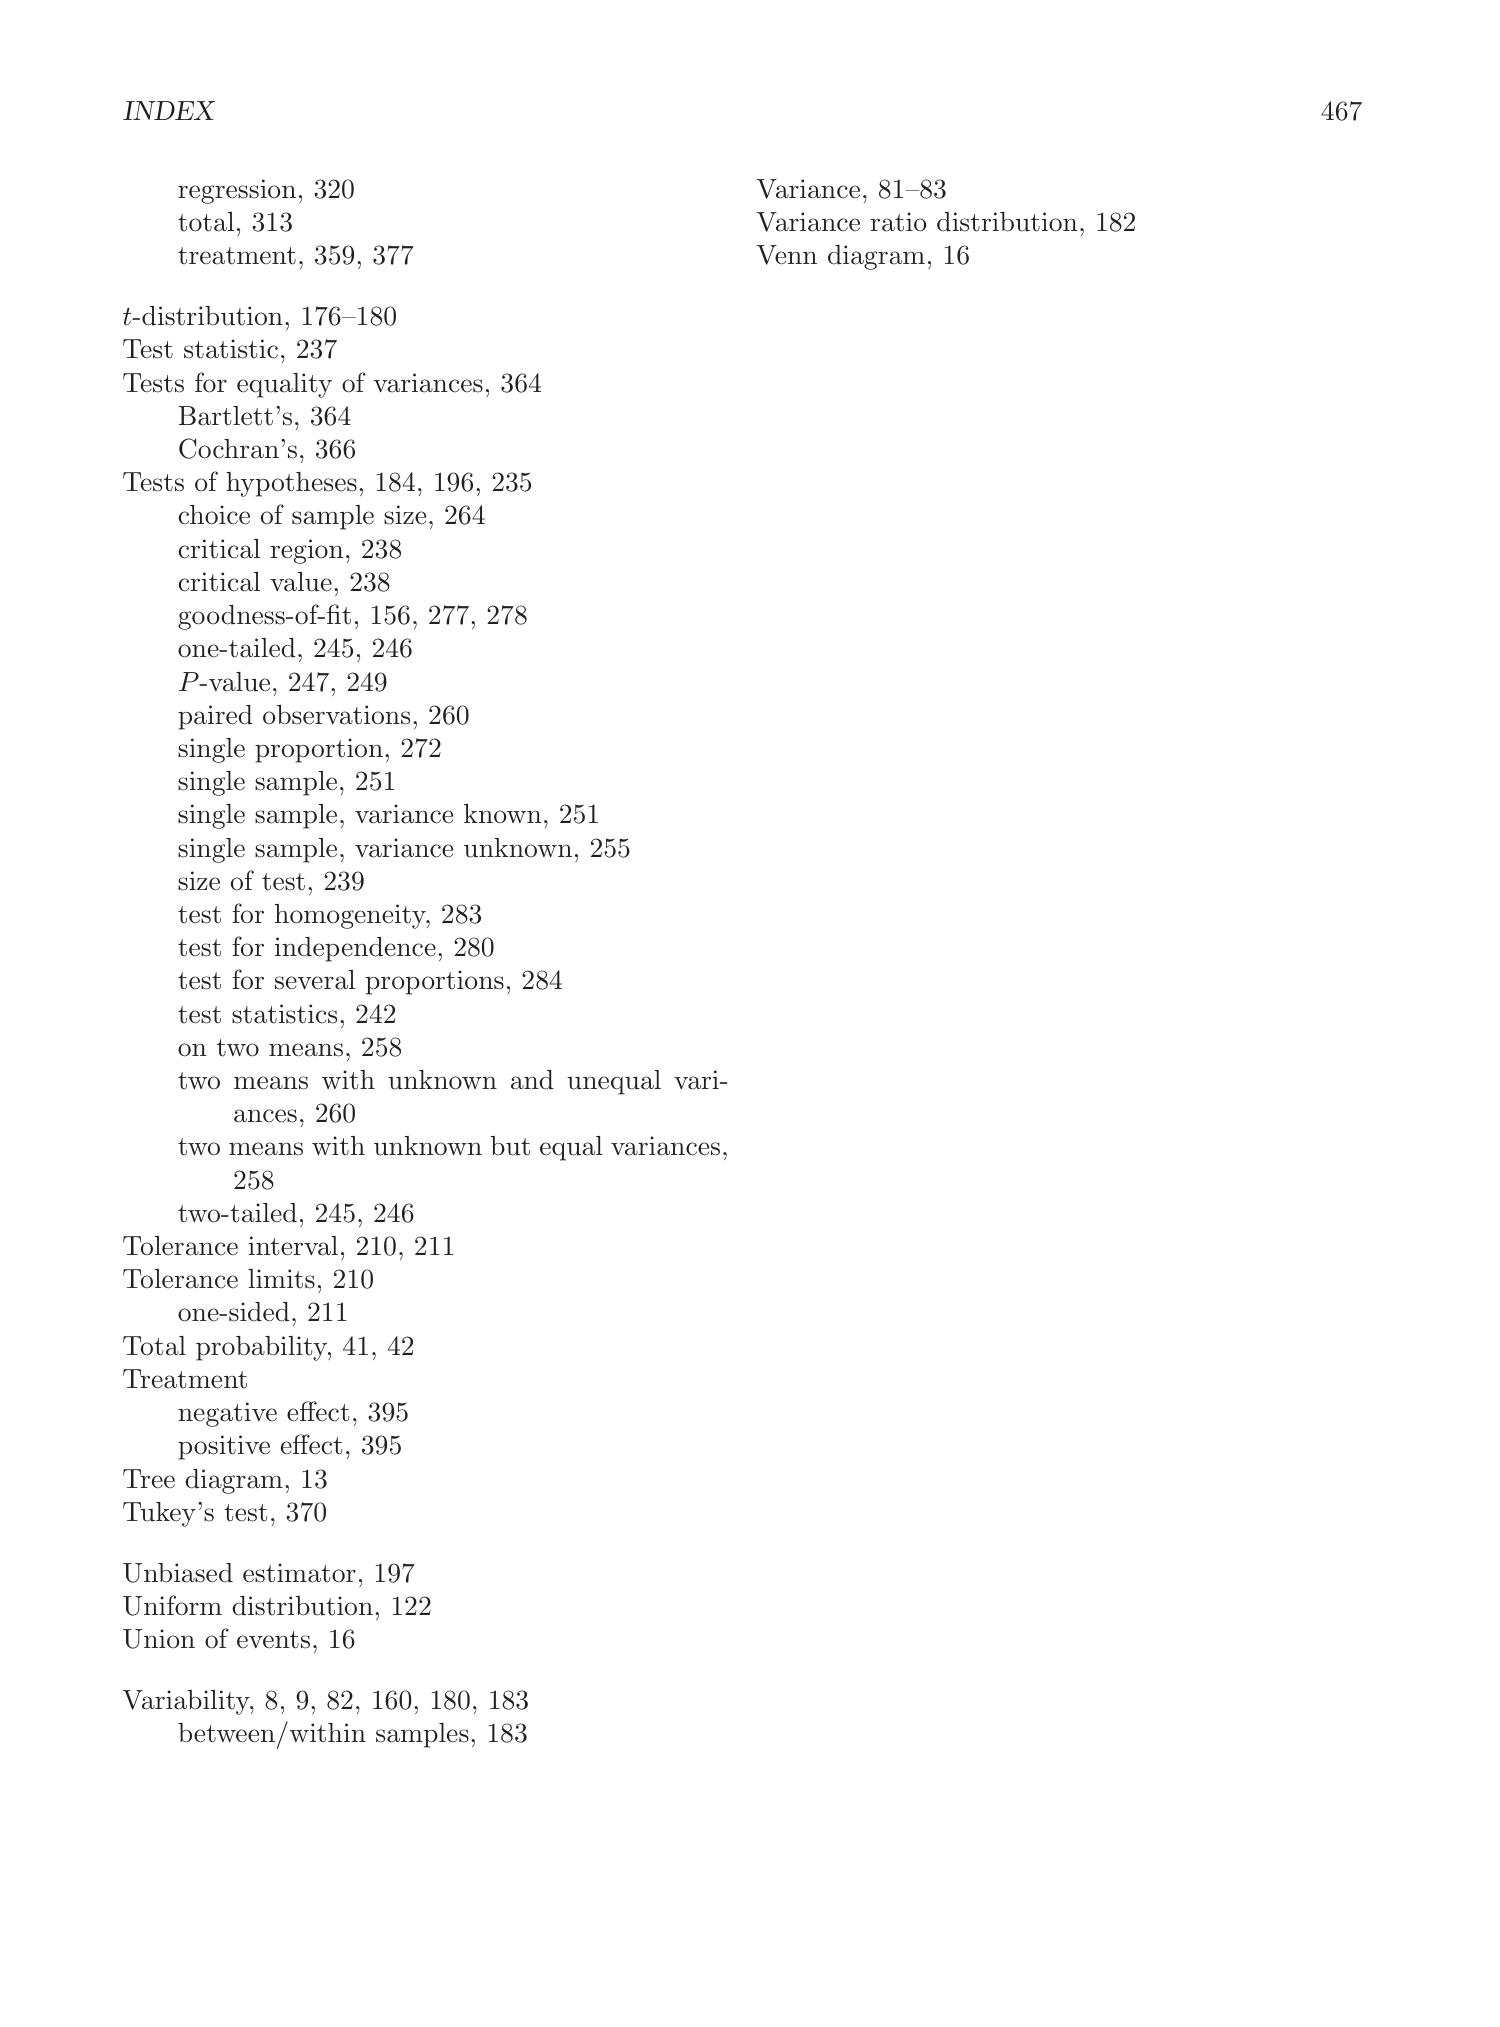 INDEX 467
regression, 320
total, 313
treatment, 359, 377
t-distribution, 176–180
Test statistic, 237
Tests for equality of variances, 364
Bartlett’s, 364
Cochran’s, 366
Tests of hypotheses, 184, 196, 235
choice of sample size, 264
critical region, 238
critical value, 238
goodness-of-fit, 156, 277, 278
one-tailed, 245, 246
P-value, 247, 249
paired observations, 260
single proportion, 272
single sample, 251
single sample, variance known, 251
single sample, variance unknown, 255
size of test, 239
test for homogeneity, 283
test for independence, 280
test for several proportions, 284
test statistics, 242
on two means, 258
two means with unknown and unequal vari-
ances, 260
two means with unknown but equal variances,
258
two-tailed, 245, 246
Tolerance interval, 210, 211
Tolerance limits, 210
one-sided, 211
Total probability, 41, 42
Treatment
negative effect, 395
positive effect, 395
Tree diagram, 13
Tukey’s test, 370
Unbiased estimator, 197
Uniform distribution, 122
Union of events, 16
Variability, 8, 9, 82, 160, 180, 183
between/within samples, 183
Variance, 81–83
Variance ratio distribution, 182
Venn diagram, 16